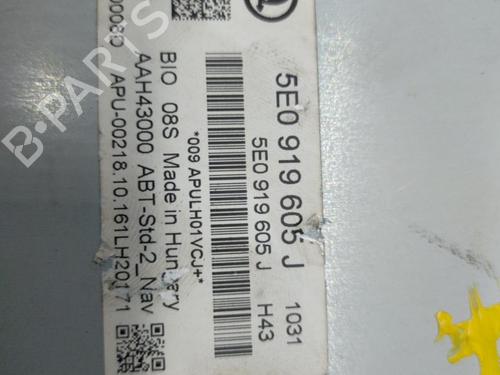 5E0 919 605 J 1031
5E0 919 605 J H43
*009 APULH01VCJ+*
BIO 08S Made in Hungary
AAH43000 ABT-Std-2_Nav
0008D APU-00218.10.161LH20171
B-PARTS